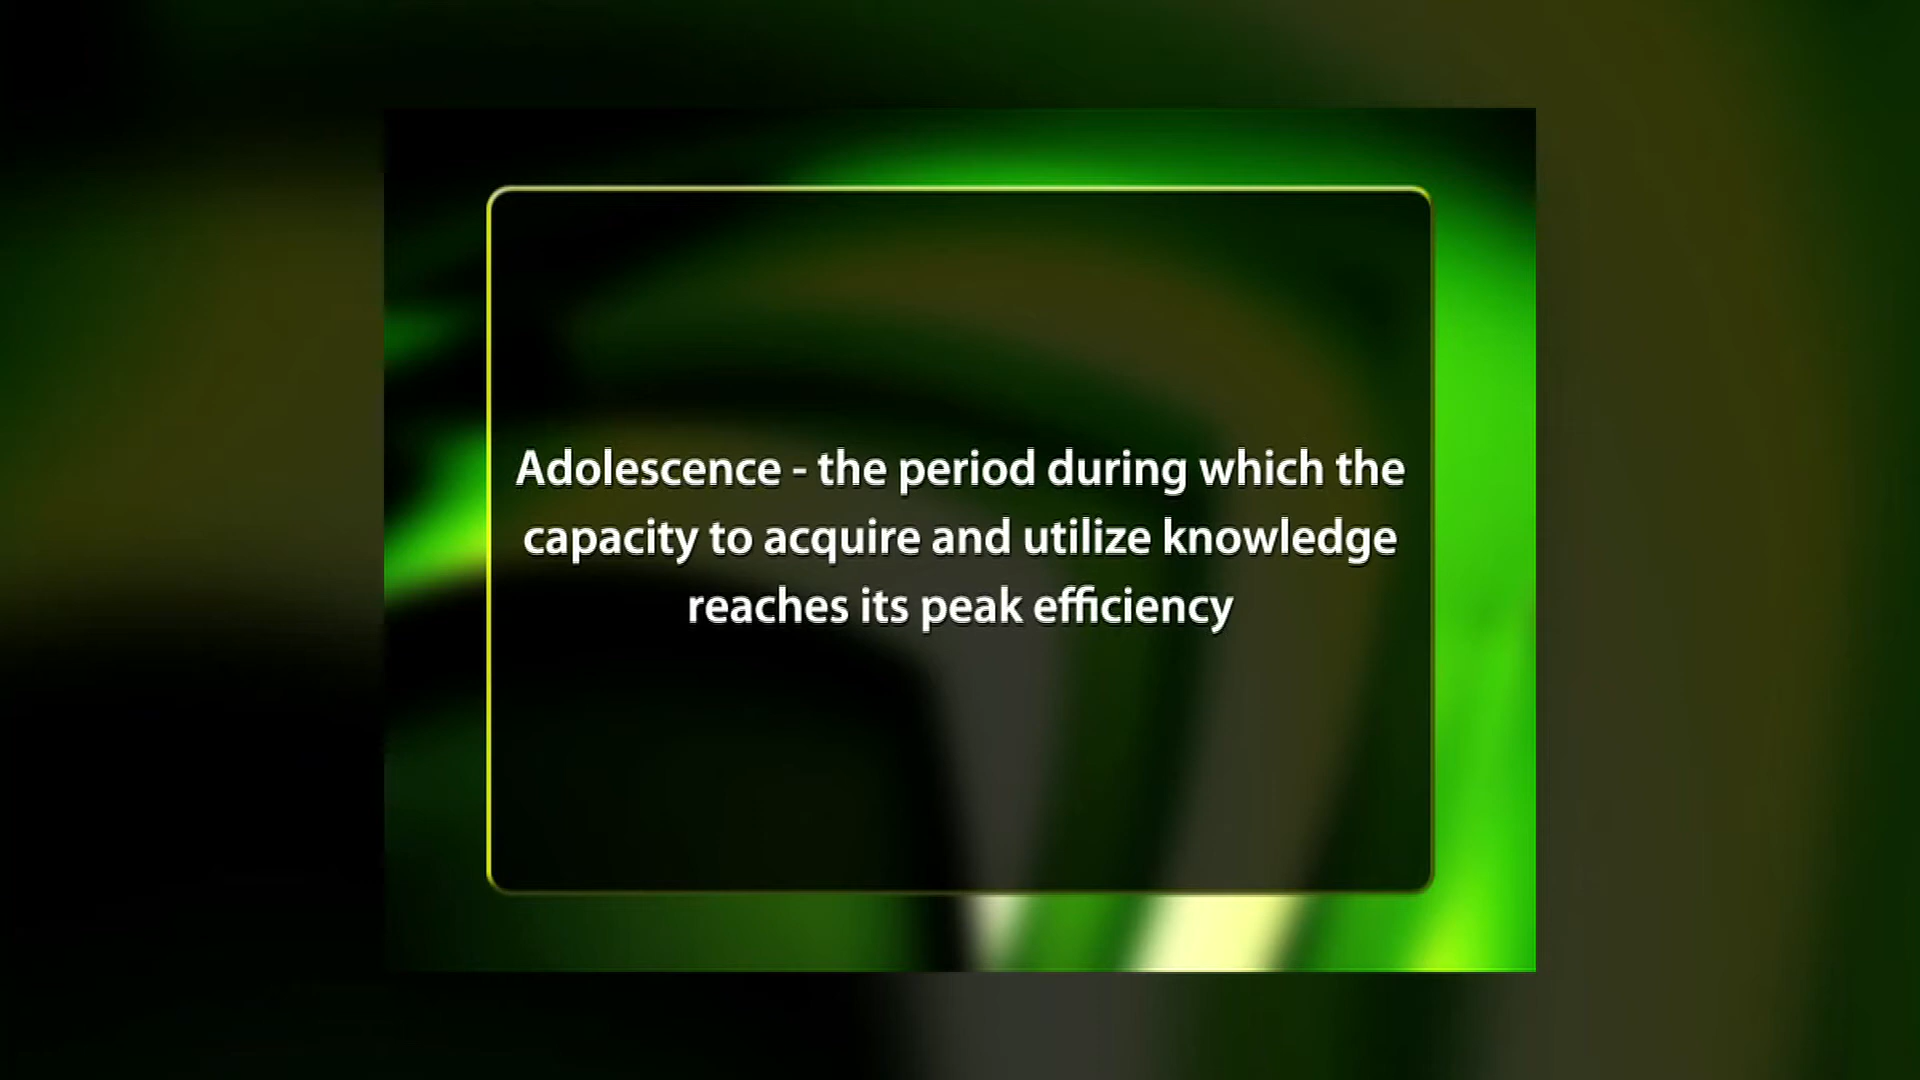 Adolescence - the period during which the
capacity to acquire and utilize knowledge
reaches its peak efficiency